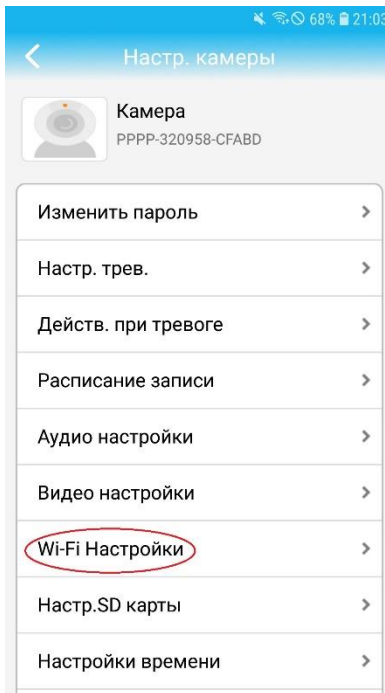 68% 21:03
Настр. камеры
Камера
PPPP-320958-CFABD
Изменить пароль
Настр. трев.
Действ. при тревоге
Расписание записи
Аудио настройки
Видео настройки
Wi-Fi Настройки
Настр.SD карты
Настройки времени